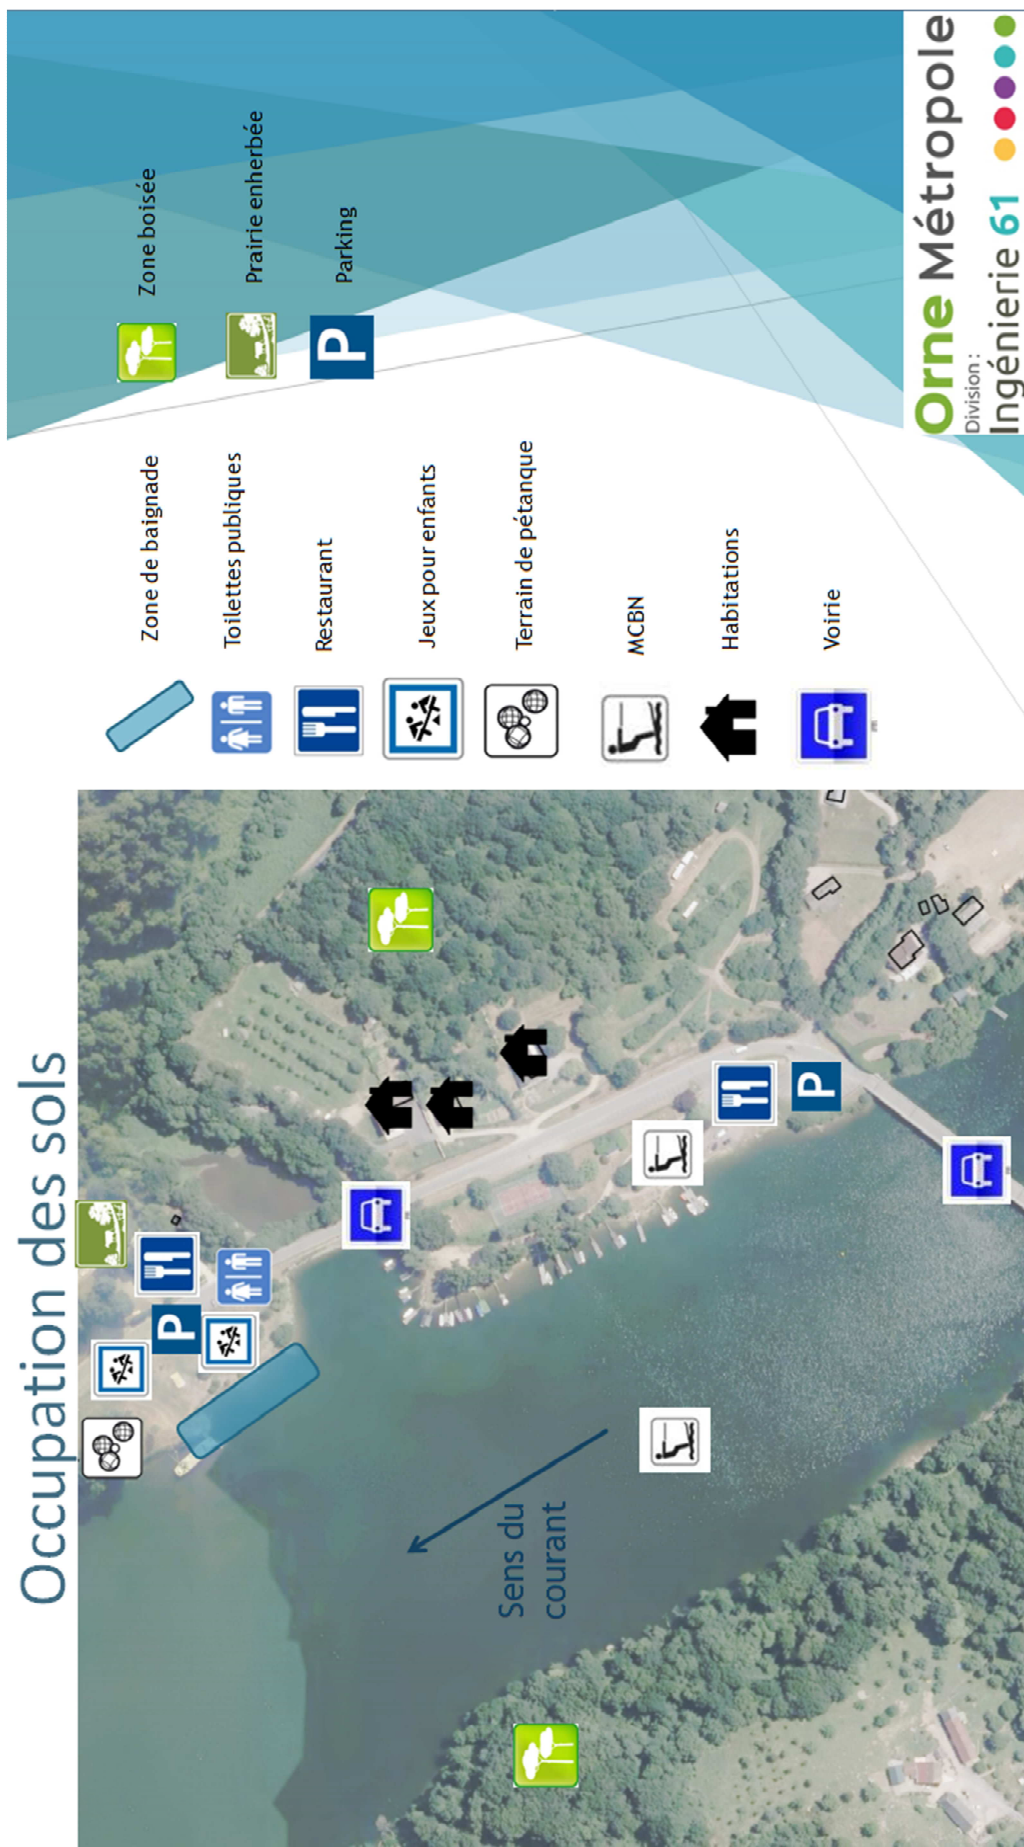 Occupation des sols
Sens du
courant
P
P
Zone de baignade
Toilettes publiques
Restaurant
Jeux pour enfants
Terrain de pétanque
MCBN
Habitations
Voirie
Zone boisée
Prairie enherbée
P
Parking
Orne Métropole
Division :
Ingénierie 61